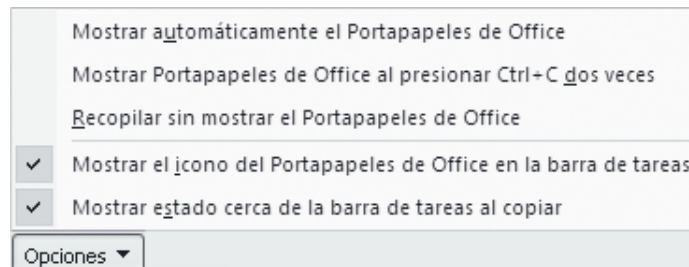 Mostrar automáticamente el Portapapeles de Office
Mostrar Portapapeles de Office al presionar Ctrl+C dos veces
Recopilar sin mostrar el Portapapeles de Office
Mostrar el icono del Portapapeles de Office en la barra de tareas
Mostrar estado cerca de la barra de tareas al copiar
Opciones